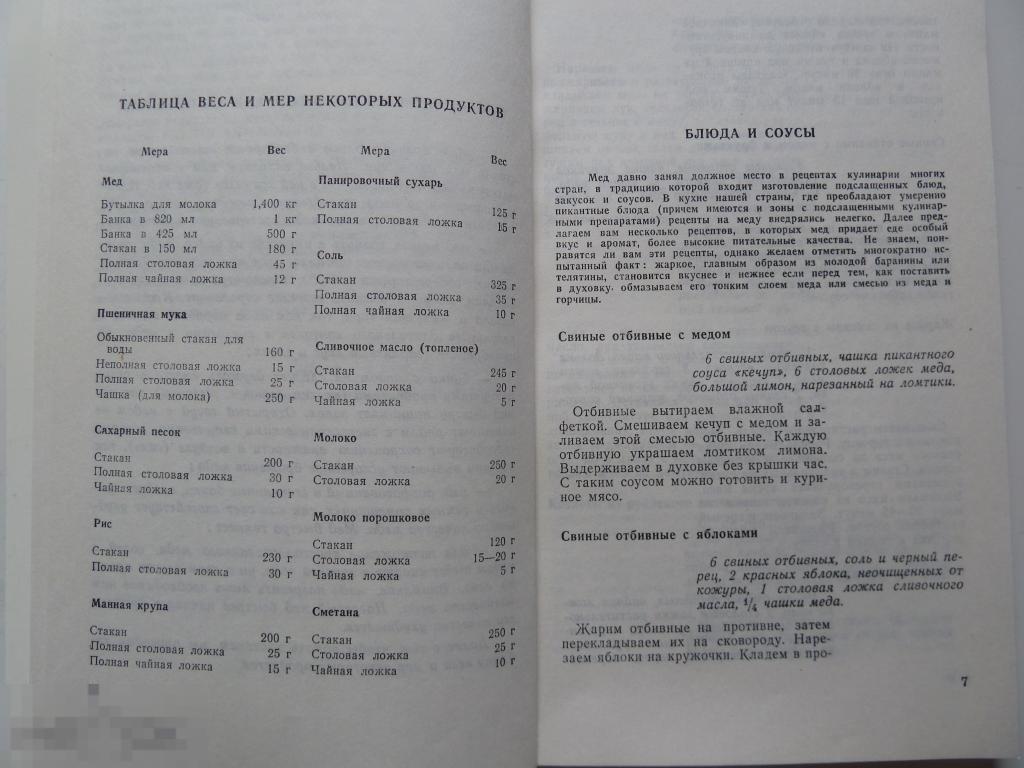 ТАБЛИЦА ВЕСА И МЕР НЕКОТОРЫХ ПРОДУКТОВ
Мера Вес
Мед
Бутылка для молока 1,400 кг
Банка в 820 мл 1 кг
Банка в 425 мл 500 г
Стакан в 150 мл 180 г
Полная столовая ложка 45 г
Полная чайная ложка 12 г
Пшеничная мука
Обыкновенный стакан для
воды 160 г
Неполная столовая ложка 15 г
Полная столовая ложка 25 г
Чашка (для молока) 250 г
Сахарный песок
Стакан 200 г
Полная столовая ложка 30 г
Чайная ложка 10 г
Рис
Стакан 230 г
Полная столовая ложка 30 г
Манная крупа
Стакан 200 г
Полная столовая ложка 25 г
Полная чайная ложка 15 г
Мера Вес
Панировочный сухарь
Стакан 125 г
Полная столовая ложка 15 г
Соль
Стакан 325 г
Полная столовая ложка 35 г
Полная чайная ложка 10 г
Сливочное масло (топленое)
Стакан 245 г
Столовая ложка 20 г
Чайная ложка 5 г
Молоко
Стакан 250 г
Столовая ложка 20 г
Молоко порошковое
Стакан 120 г
Столовая ложка 15—20 г
Чайная ложка 5 г
Сметана
Стакан 250 г
Столовая ложка 25 г
Чайная ложка 10 г
БЛЮДА И СОУСЫ
Мед давно занял должное место в рецептах кулинарии многих
стран, в традицию которой входит изготовление подслащенных блюд,
закусок и соусов. В кухне нашей страны, где преобладают умеренно
пикантные блюда (причем имеются и зоны с подслащенными кулинар-
ными препаратами) рецепты на меду внедрялись нелегко. Далее пред-
лагаем вам несколько рецептов, в которых мед придает еде особый
вкус и аромат, более высокие питательные качества. Не знаем, пон-
равятся ли вам эти рецепты, однако желаем отметить многократно ис-
пытанный факт: жаркое, главным образом из молодой баранины или
телятины, становится вкуснее и нежнее если перед тем, как поставить
в духовку, обмазываем его тонким слоем меда или смесью из меда и
горчицы.
Свиные отбивные с медом
6 свиных отбивных, чашка пикантного
соуса «кечуп», 6 столовых ложек меда,
большой лимон, нарезанный на ломтики.
Отбивные вытираем влажной сал-
феткой. Смешиваем кечуп с медом и за-
ливаем этой смесью отбивные. Каждую
отбивную украшаем ломтиком лимона.
Выдерживаем в духовке без крышки час.
С таким соусом можно готовить и кури-
ное мясо.
Свиные отбивные с яблоками
6 свиных отбивных, соль и черный пе-
рец, 2 красных яблока, неочищенных от
кожуры, 1 столовая ложка сливочного
масла, 1/4 чашки меда.
Жарим отбивные на противне, затем
перекладываем их на сковороду. Наре-
заем яблоки на кружочки. Кладем в про-
7